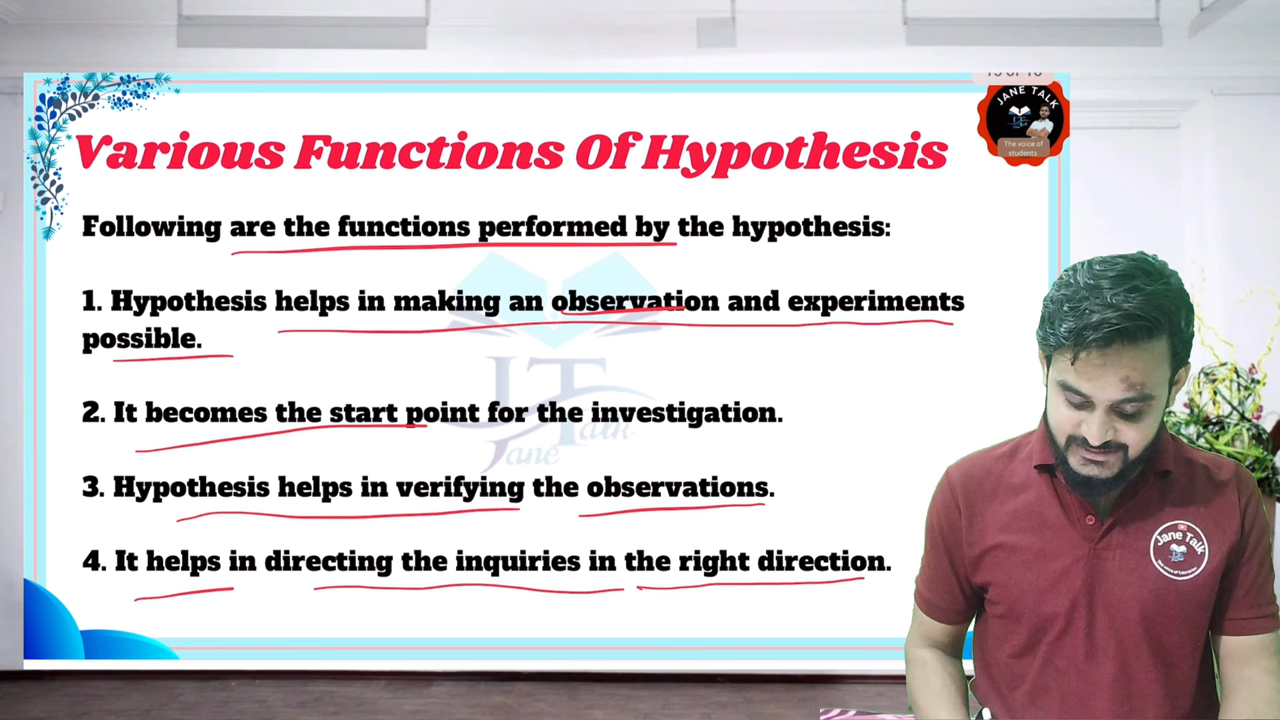 JANE TALK
The voice of
students
Various Functions Of Hypothesis
Following are the functions performed by the hypothesis:
1. Hypothesis helps in making an observation and experiments
possible.
2. It becomes the start point for the investigation.
3. Hypothesis helps in verifying the observations.
4. It helps in directing the inquiries in the right direction.
JT
Jane Talk
Jane Talk